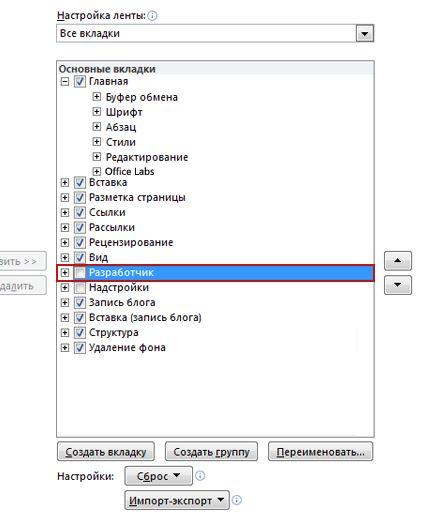 Настройка ленты:
Все вкладки
Основные вкладки
Главная
Буфер обмена
Шрифт
Абзац
Стили
Редактирование
Office Labs
Вставка
Разметка страницы
Ссылки
Рассылки
Рецензирование
Вид
вить >>
Разработчик
далить
Надстройки
Запись блога
Вставка (запись блога)
Структура
Удаление фона
Создать вкладку Создать группу Переименовать...
Настройки: Сброс
Импорт-экспорт